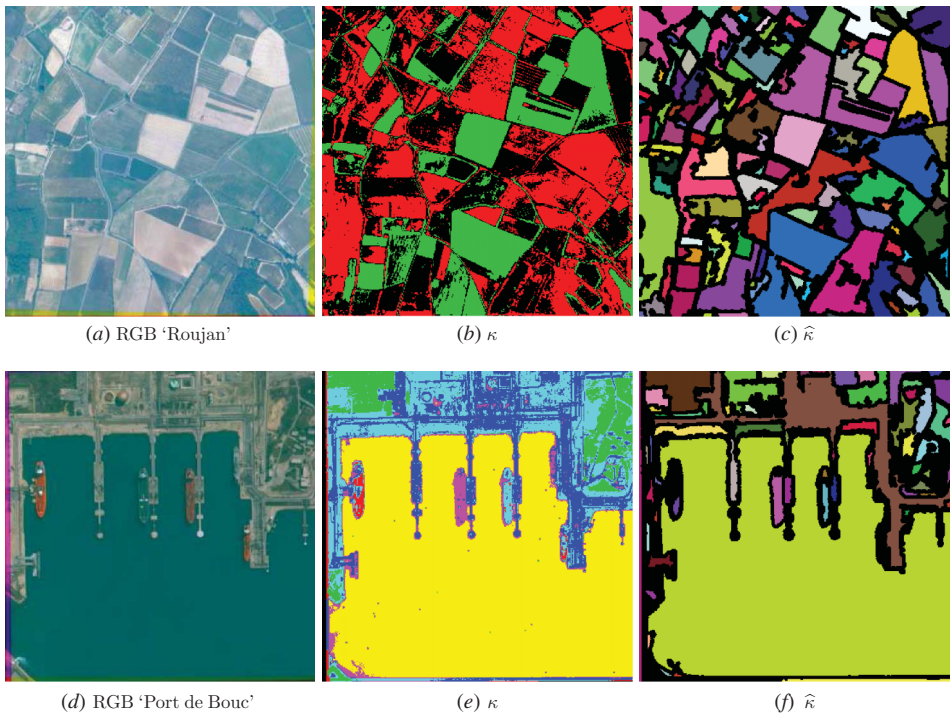 (a) RGB ‘Roujan’
(b) κ
(c) κ̂
(d) RGB ‘Port de Bouc’
(e) κ
(f) κ̂